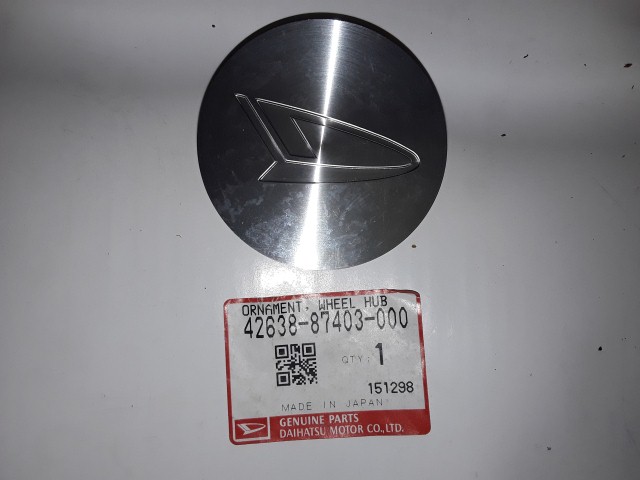 ORNAMENT, WHEEL HUB
42638-87403-000
QTY: 1
151298
MADE IN JAPAN
GENUINE PARTS
DAIHATSU MOTOR CO.,LTD.